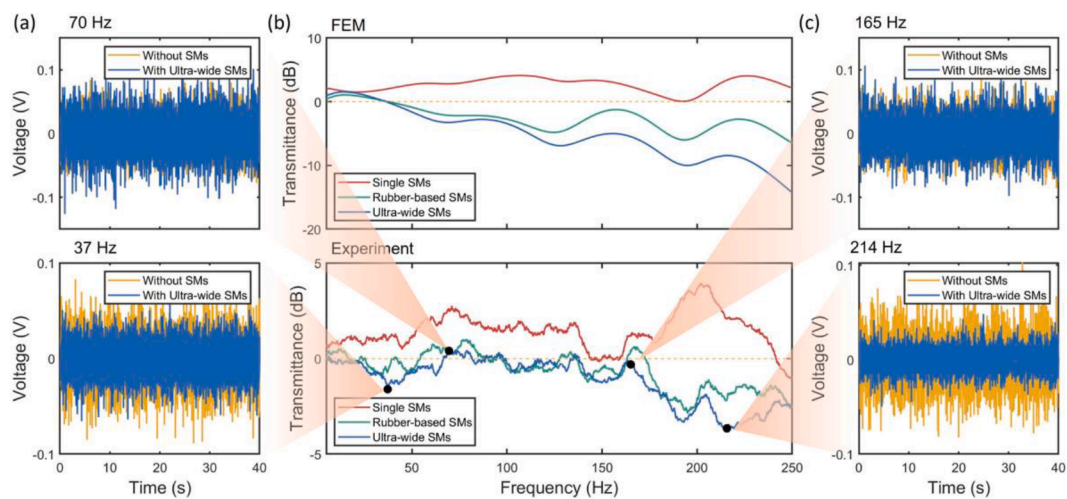 (a)
70 Hz
(b)
FEM
(c)
165 Hz
Voltage (V)
0.1
0
-0.1
Without SMs
With Ultra-wide SMs
Transmittance (dB)
10
0
-10
-20
Single SMs
Rubber-based SMs
Ultra-wide SMs
Voltage (V)
0.1
0
-0.1
Without SMs
With Ultra-wide SMs
37 Hz
Experiment
214 Hz
Voltage (V)
0.1
0
-0.1
Without SMs
With Ultra-wide SMs
0 10 20 30 40
Time (s)
Transmittance (dB)
5
0
-5
Single SMs
Rubber-based SMs
Ultra-wide SMs
50 100 150 200 250
Frequency (Hz)
Voltage (V)
0.1
0
-0.1
Without SMs
With Ultra-wide SMs
0 10 20 30 40
Time (s)